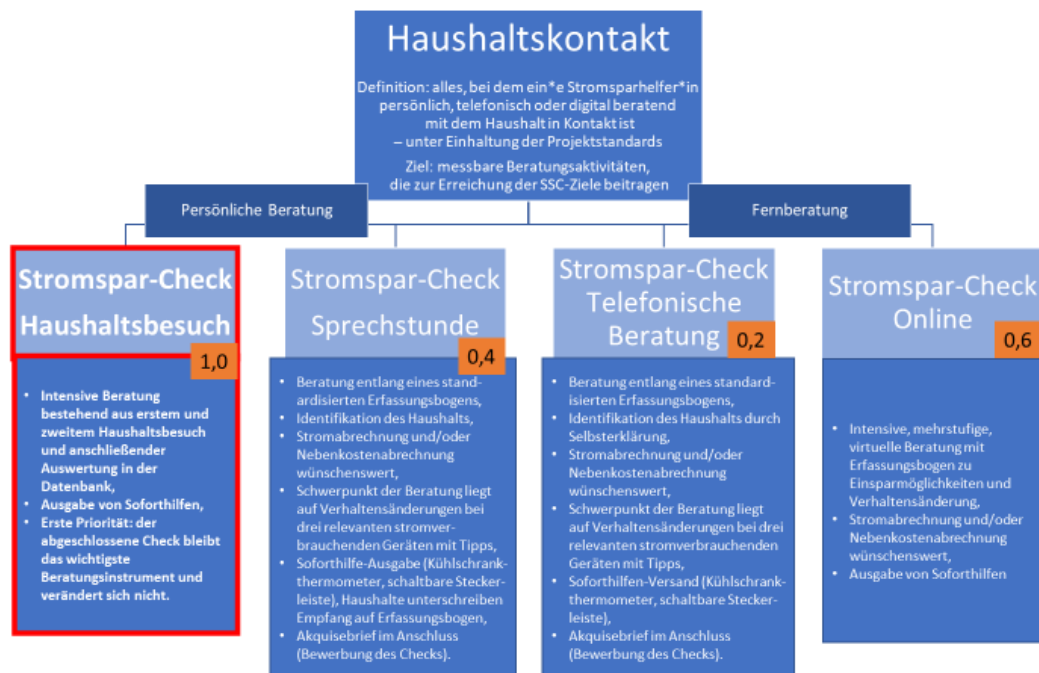 Haushaltskontakt
Definition: alles, bei dem ein*e Stromsparhelfer*in
persönlich, telefonisch oder digital beratend
mit dem Haushalt in Kontakt ist
– unter Einhaltung der Projektstandards
Ziel: messbare Beratungsaktivitäten,
die zur Erreichung der SSC-Ziele beitragen
Persönliche Beratung
Fernberatung
Stromspar-Check
Haushaltsbesuch
1,0
• Intensive Beratung
bestehend aus erstem und
zweitem Haushaltsbesuch
und anschließender
Auswertung in der
Datenbank,
• Ausgabe von Soforthilfen,
• Erste Priorität: der
abgeschlossene Check bleibt
das wichtigste
Beratungsinstrument und
verändert sich nicht.
Stromspar-Check
Sprechstunde
0,4
• Beratung entlang eines stand-
ardisierten Erfassungsbogens,
• Identifikation des Haushalts,
• Stromabrechnung und/oder
Nebenkostenabrechnung
wünschenswert,
• Schwerpunkt der Beratung liegt
auf Verhaltensänderungen bei
drei relevanten stromver-
brauchenden Geräten mit Tipps,
• Soforthilfe-Ausgabe (Kühlschrank-
thermometer, schaltbare Stecker-
leiste), Haushalte unterschreiben
Empfang auf Erfassungsbogen,
• Akquisebrief im Anschluss
(Bewerbung des Checks).
Stromspar-Check
Telefonische
Beratung
0,2
• Beratung entlang eines standard-
isierten Erfassungsbogens,
• Identifikation des Haushalts durch
Selbsterklärung,
• Stromabrechnung und/oder
Nebenkostenabrechnung
wünschenswert,
• Schwerpunkt der Beratung liegt
auf Verhaltensänderungen bei drei
relevanten stromverbrauchenden
Geräten mit Tipps,
• Soforthilfen-Versand (Kühlschrank-
thermometer, schaltbare Stecker-
leiste),
• Akquisebrief im Anschluss
(Bewerbung des Checks).
Stromspar-Check
Online
0,6
• Intensive, mehrstufige,
virtuelle Beratung mit
Erfassungsbogen zu
Einsparmöglichkeiten und
Verhaltensänderung,
• Stromabrechnung und/oder
Nebenkostenabrechnung
wünschenswert,
• Ausgabe von Soforthilfen